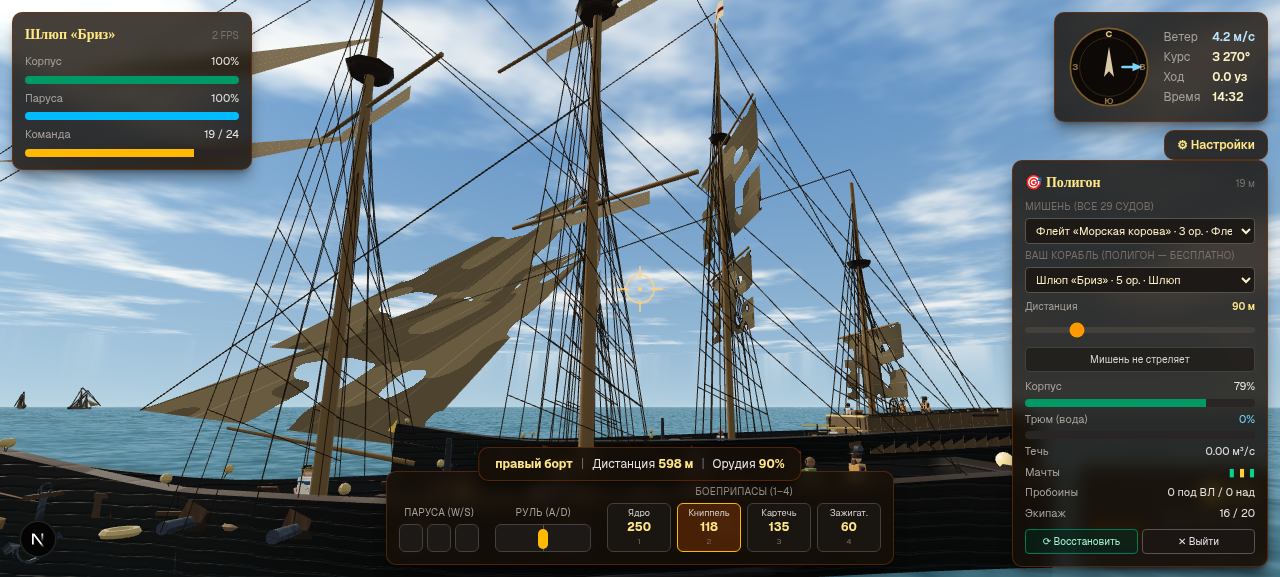 Шлюп «Бриз» 2 FPS
Корпус 100%
Паруса 100%
Команда 19 / 24
С
З В
Ю
Ветер 4.2 м/с
Курс З 270°
Ход 0.0 уз
Время 14:32
⚙ Настройки
🎯 Полигон 19 м
МИШЕНЬ (ВСЕ 29 СУДОВ)
Флейт «Морская корова» · 3 ор. · Фле
ВАШ КОРАБЛЬ (ПОЛИГОН — БЕСПЛАТНО)
Шлюп «Бриз» · 5 ор. · Шлюп
Дистанция 90 м
Мишень не стреляет
Корпус 79%
Трюм (вода) 0%
Течь 0.00 м³/с
Мачты
Пробоины 0 под ВЛ / 0 над
Экипаж 16 / 20
⟳ Восстановить ✕ Выйти
правый борт | Дистанция 598 м | Орудия 90%
БОЕПРИПАСЫ (1–4)
ПАРУСА (W/S) РУЛЬ (A/D)
Ядро Книппель Картечь Зажигат.
250 118 135 60
1 2 3 4
N